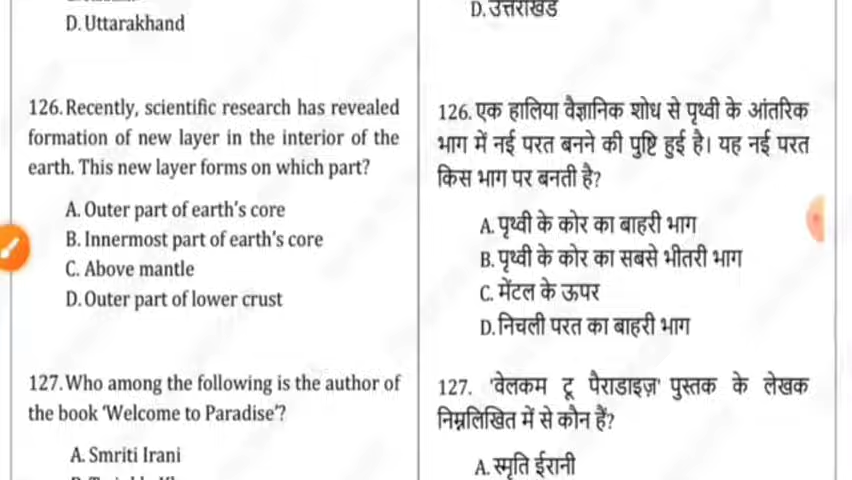 D. Uttarakhand
126. Recently, scientific research has revealed
formation of new layer in the interior of the
earth. This new layer forms on which part?
A. Outer part of earth's core
B. Innermost part of earth's core
C. Above mantle
D. Outer part of lower crust
127. Who among the following is the author of
the book 'Welcome to Paradise'?
A. Smriti Irani
D. उत्तराखंड
126. एक हालिया वैज्ञानिक शोध से पृथ्वी के आंतरिक
भाग में नई परत बनने की पुष्टि हुई है। यह नई परत
किस भाग पर बनती है?
A. पृथ्वी के कोर का बाहरी भाग
B. पृथ्वी के कोर का सबसे भीतरी भाग
C. मेंटल के ऊपर
D. निचली परत का बाहरी भाग
127. 'वेलकम टू पैराडाइज़' पुस्तक के लेखक
निम्नलिखित में से कौन हैं?
A. स्मृति ईरानी